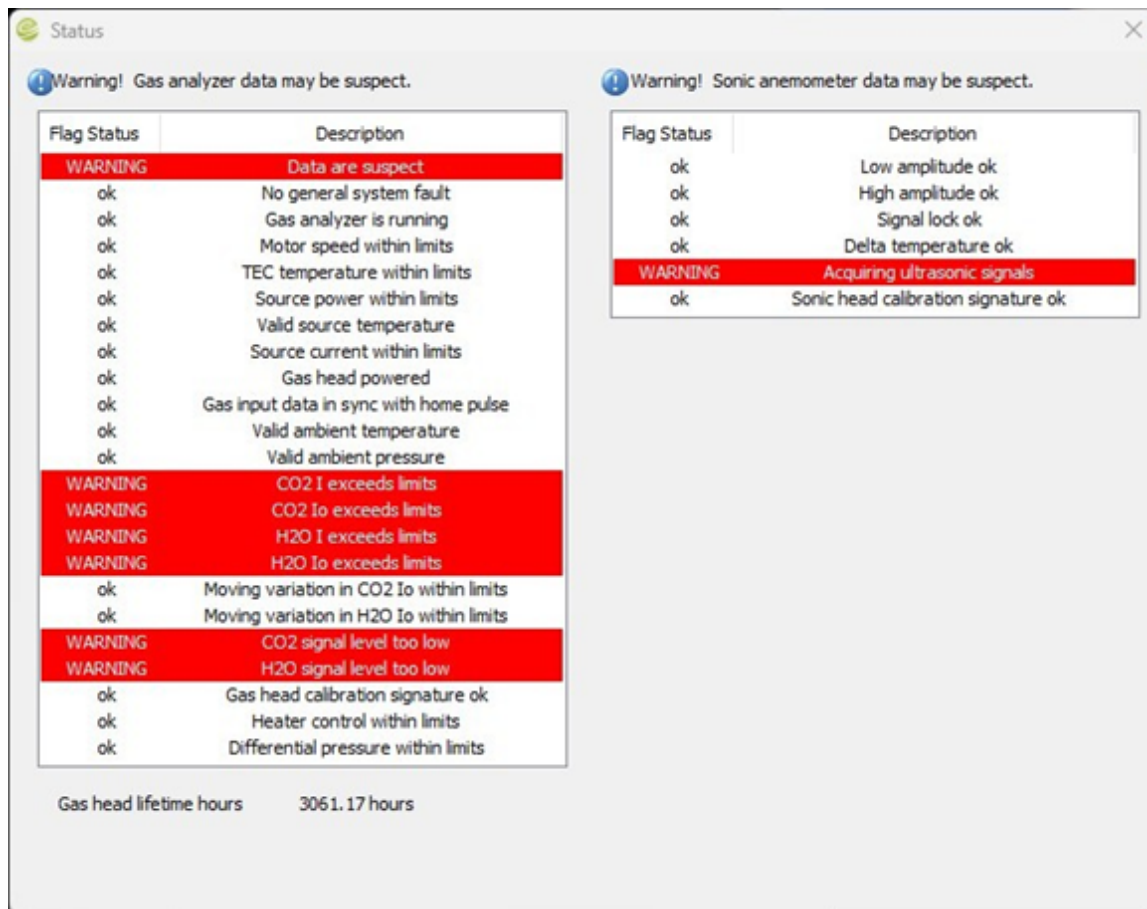 Status
Warning! Gas analyzer data may be suspect.
Flag Status Description
WARNING Data are suspect
ok No general system fault
ok Gas analyzer is running
ok Motor speed within limits
ok TEC temperature within limits
ok Source power within limits
ok Valid source temperature
ok Source current within limits
ok Gas head powered
ok Gas input data in sync with home pulse
ok Valid ambient temperature
ok Valid ambient pressure
WARNING CO2 I exceeds limits
WARNING CO2 Io exceeds limits
WARNING H2O I exceeds limits
WARNING H2O Io exceeds limits
ok Moving variation in CO2 Io within limits
ok Moving variation in H2O Io within limits
WARNING CO2 signal level too low
WARNING H2O signal level too low
ok Gas head calibration signature ok
ok Heater control within limits
ok Differential pressure within limits
Gas head lifetime hours 3061.17 hours
Warning! Sonic anemometer data may be suspect.
Flag Status Description
ok Low amplitude ok
ok High amplitude ok
ok Signal lock ok
ok Delta temperature ok
WARNING Acquiring ultrasonic signals
ok Sonic head calibration signature ok